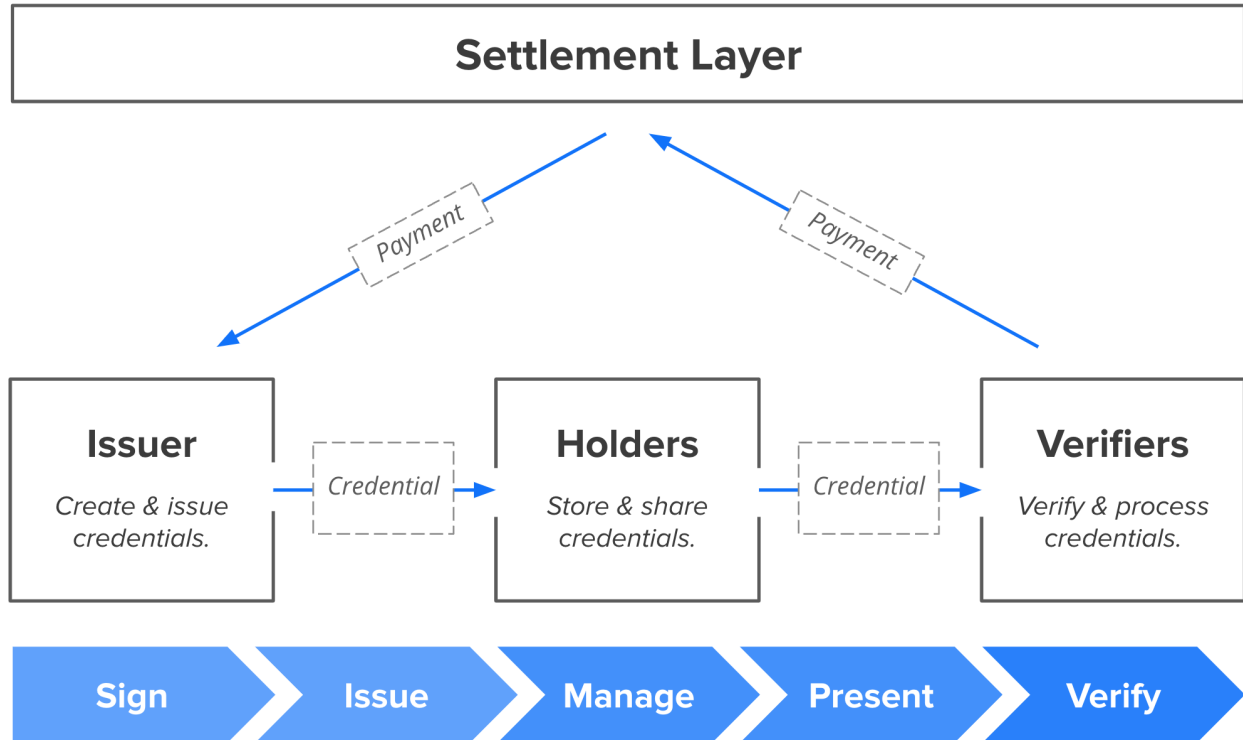 Settlement Layer
Payment
Payment
Issuer
Create & issue
credentials.
Credential
Holders
Store & share
credentials.
Credential
Verifiers
Verify & process
credentials.
Sign
Issue
Manage
Present
Verify